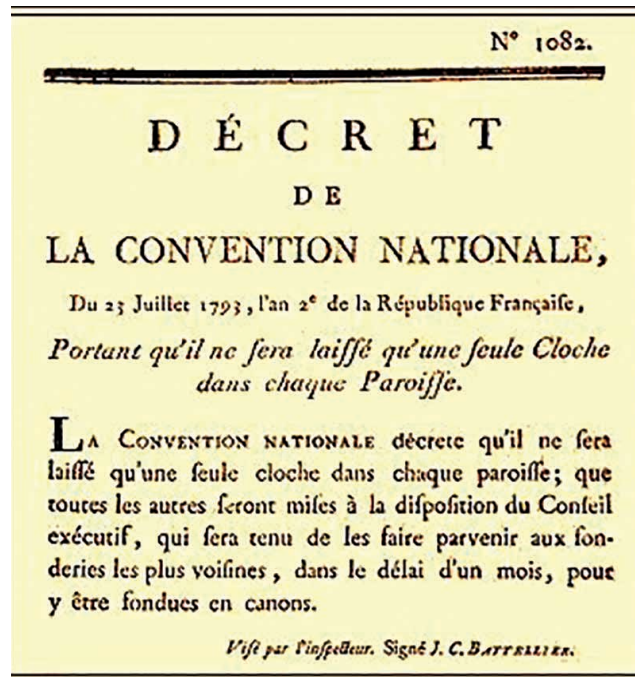 N° 1082.
DÉCRET
DE
LA CONVENTION NATIONALE,
Du 23 Juillet 1793, l'an 2e de la République Françaiſe,
Portant qu'il ne ſera laiſſé qu'une ſeule Cloche
dans chaque Paroiſſe.
LA CONVENTION NATIONALE décrete qu'il ne ſera
laiſſé qu'une ſeule cloche dans chaque paroiſſe; que
toutes les autres ſeront miſes à la diſpoſition du Conſeil
exécutif, qui ſera tenu de les faire parvenir aux fon-
deries les plus voiſines, dans le délai d'un mois, pour
y être fondues en canons.
Viſé par l'inſpecteur. Signé J. C. BATTELLIER.